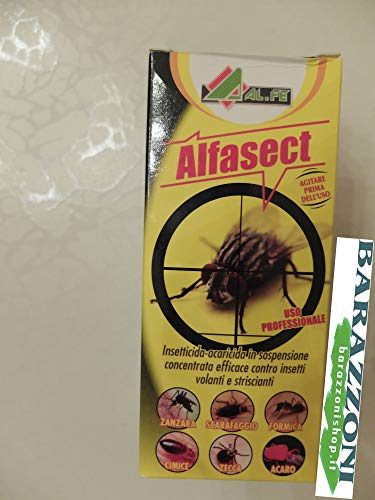 AL.FE
Alfasect
AGITARE
PRIMA
DELL'USO
USO
PROFESSIONALE
Insetticida-acaricida in sospensione
concentrata efficace contro insetti
volanti e striscianti
ZANZARA
SCARAFAGGIO
FORMICA
CIMICE
ZECCA
ACARO
BARAZZONI
barazzonishop.it